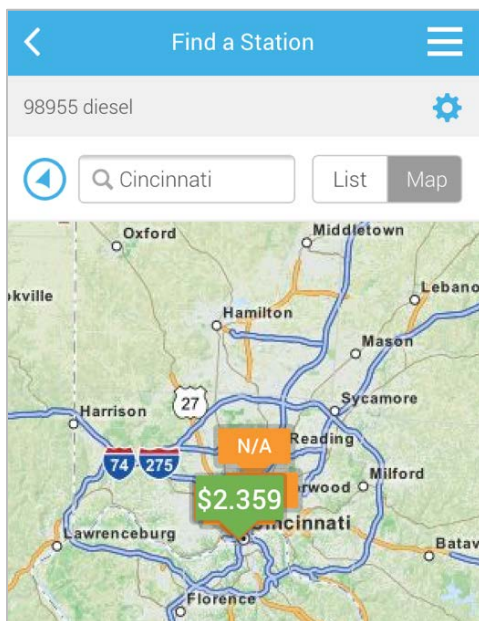 Find a Station
98955 diesel
Cincinnati
List
Map
Oxford
Middletown
kville
Lebano
Hamilton
Mason
27
Sycamore
Harrison
N/A
Reading
74
275
Milford
rwood
$2.359
Cincinnati
Lawrenceburg
Batav
Florence